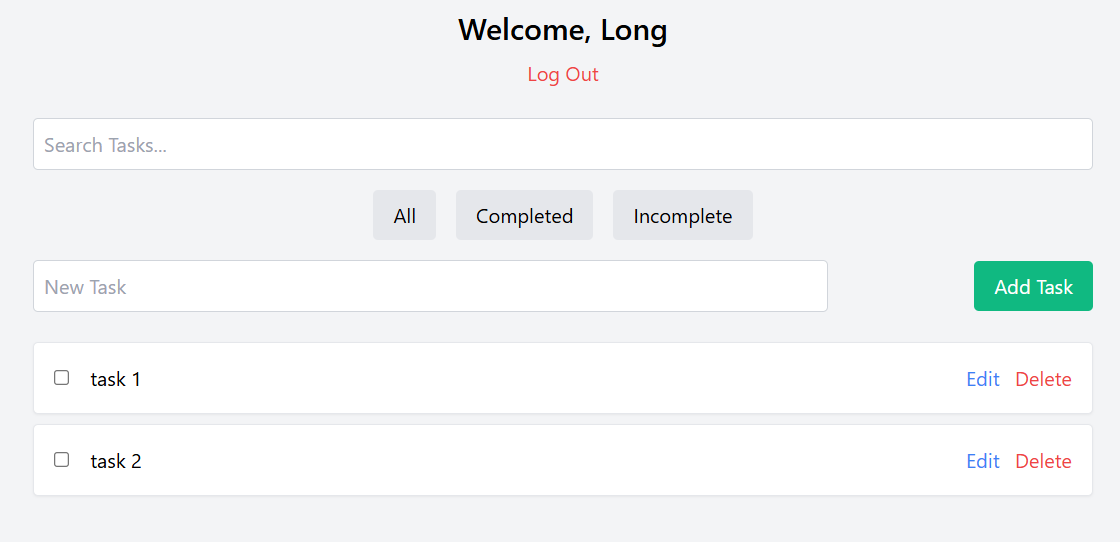 Welcome, Long
Log Out
Search Tasks...
All Completed Incomplete
New Task Add Task
task 1 Edit Delete
task 2 Edit Delete